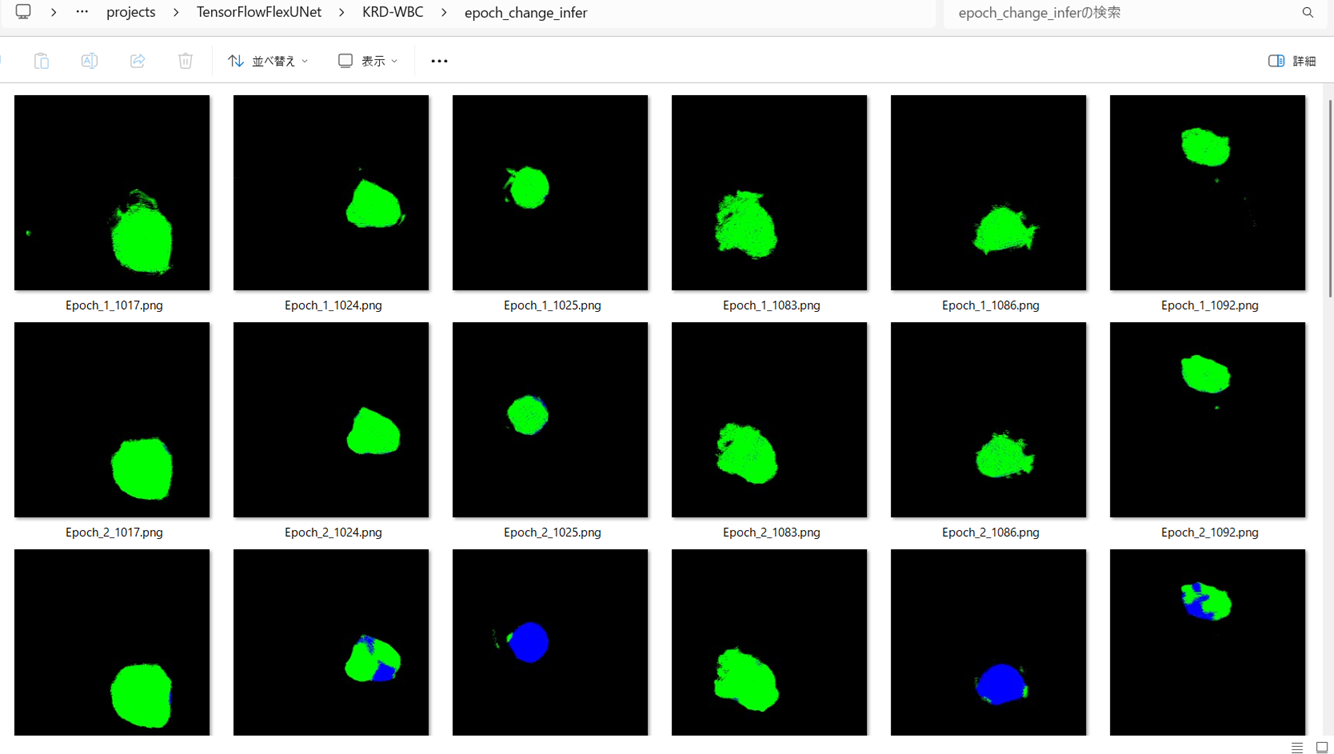 projects > TensorFlowFlexUNet > KRD-WBC > epoch_change_infer
epoch_change_inferの検索
並べ替え 表示 詳細
Epoch_1_1017.png Epoch_1_1024.png Epoch_1_1025.png Epoch_1_1083.png Epoch_1_1086.png Epoch_1_1092.png
Epoch_2_1017.png Epoch_2_1024.png Epoch_2_1025.png Epoch_2_1083.png Epoch_2_1086.png Epoch_2_1092.png